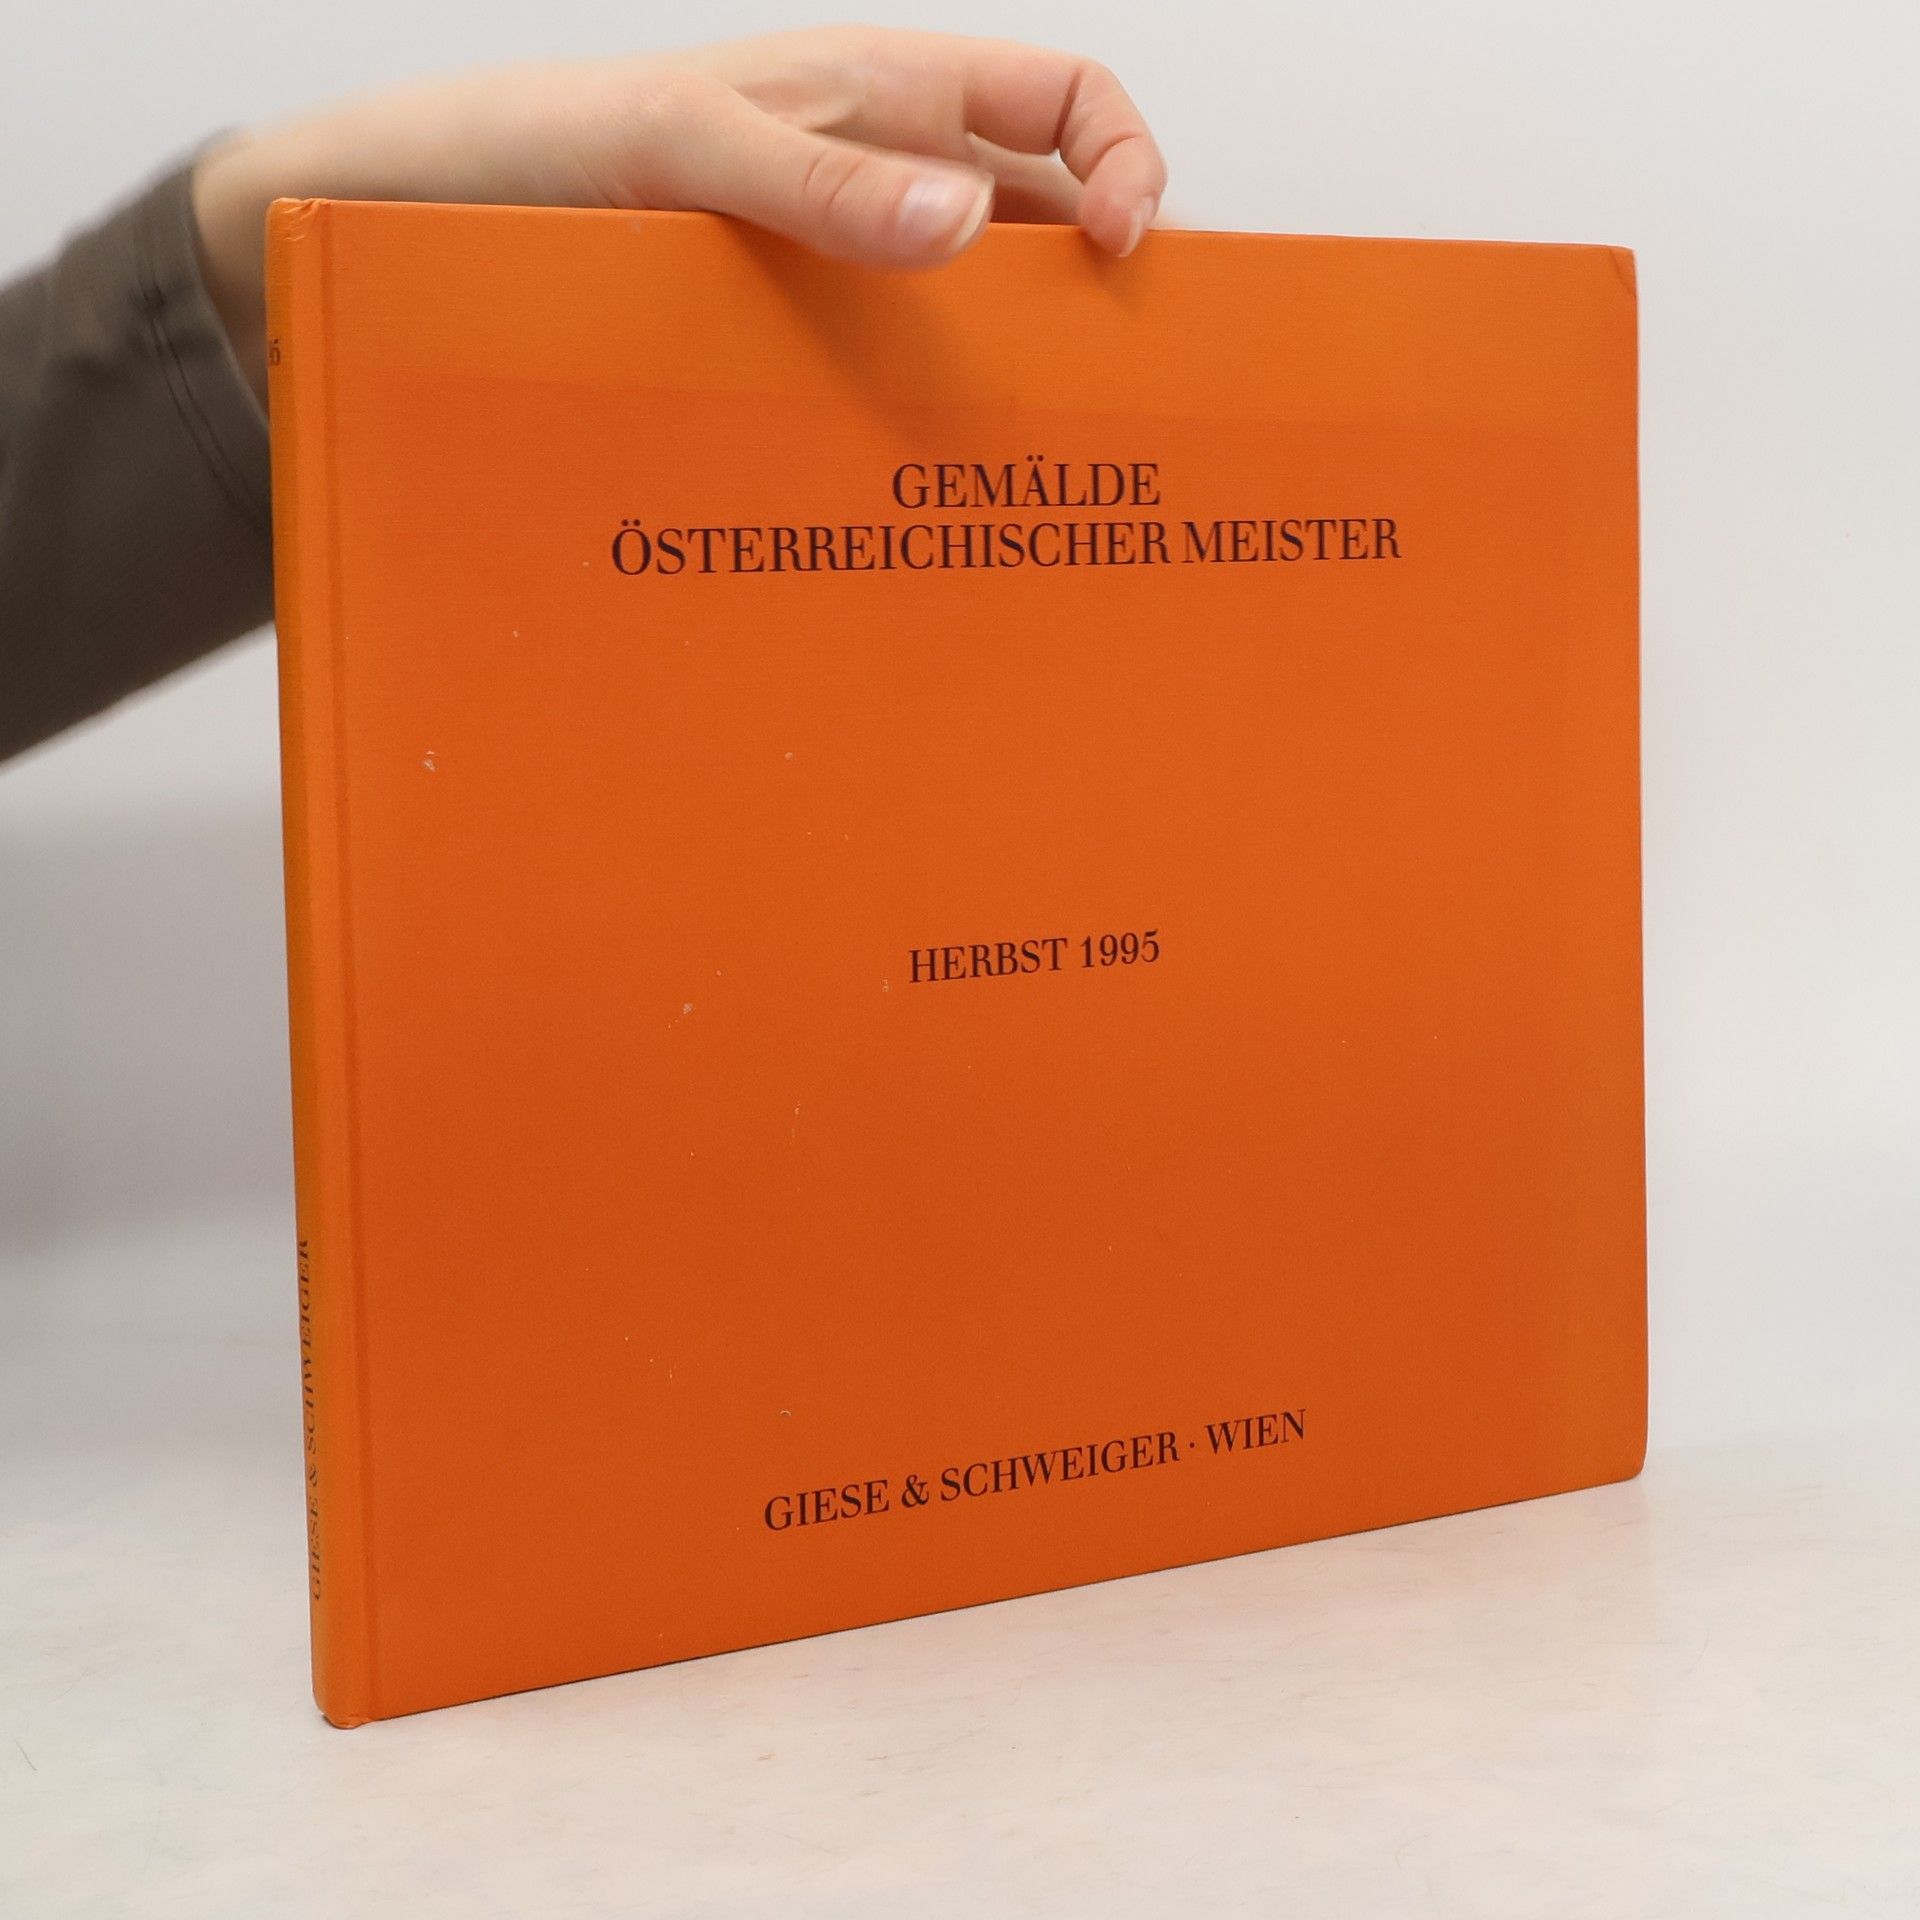 GEMÄLDE
ÖSTERREICHISCHER MEISTER
HERBST 1995
GIESE & SCHWEIGER · WIEN
GIESE & SCHWEIGER